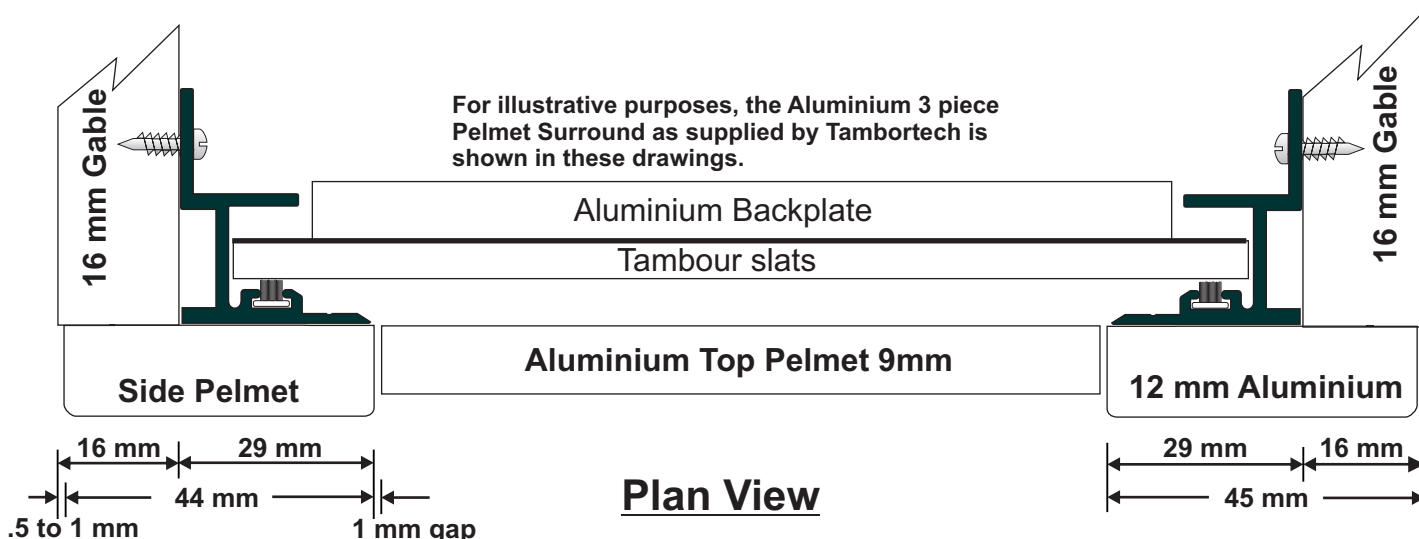 For illustrative purposes, the Aluminium 3 piece
Pelmet Surround as supplied by Tambortech is
shown in these drawings.
16 mm Gable
16 mm Gable
Aluminium Backplate
Tambour slats
Aluminium Top Pelmet 9mm
Side Pelmet
12 mm Aluminium
16 mm
29 mm
29 mm
16 mm
44 mm
Plan View
45 mm
.5 to 1 mm
1 mm gap